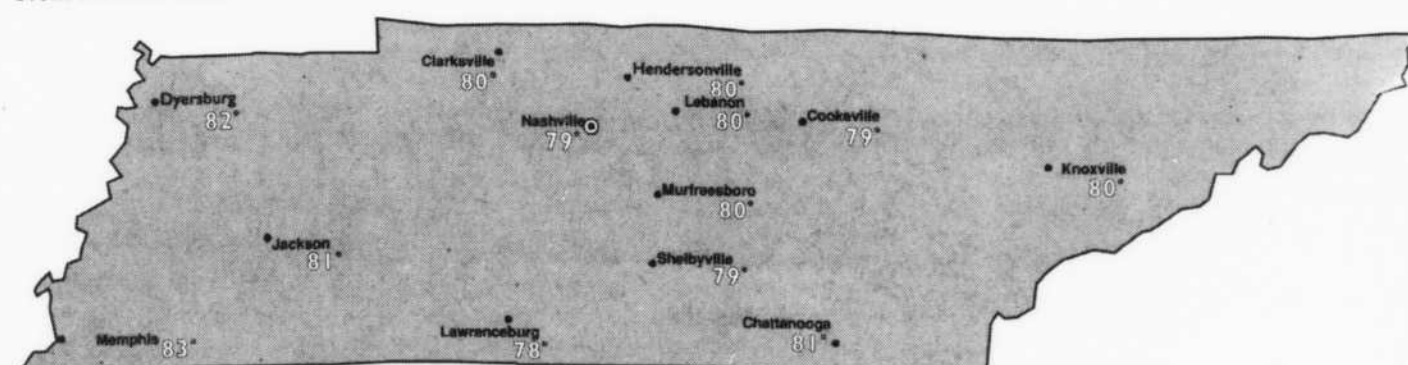 Clarksville
80°
Hendersonville
80°
Dyersburg
82°
Lebanon
80°
Nashville
79°
Cookeville
79°
Knoxville
80°
Murfreesboro
80°
Jackson
81°
Shelbyville
79°
Lawrenceburg
78°
Chattanooga
81°
Memphis
83°